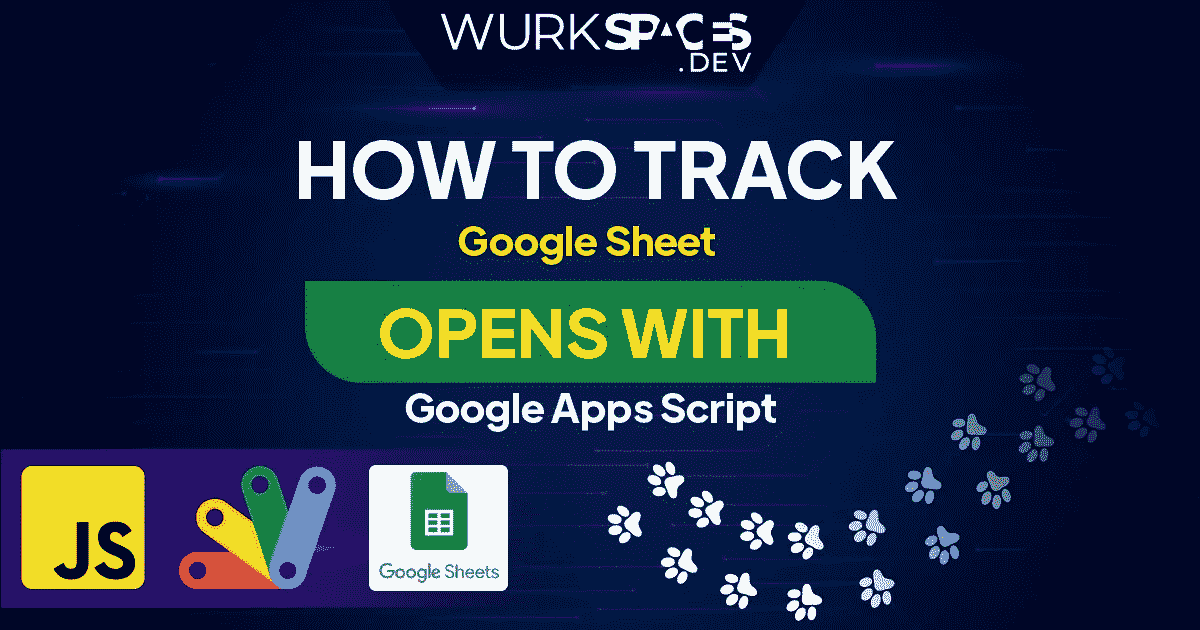 WURKSPACES
.DEV
HOW TO TRACK
Google Sheet
OPENS WITH
Google Apps Script
JS
Google Sheets